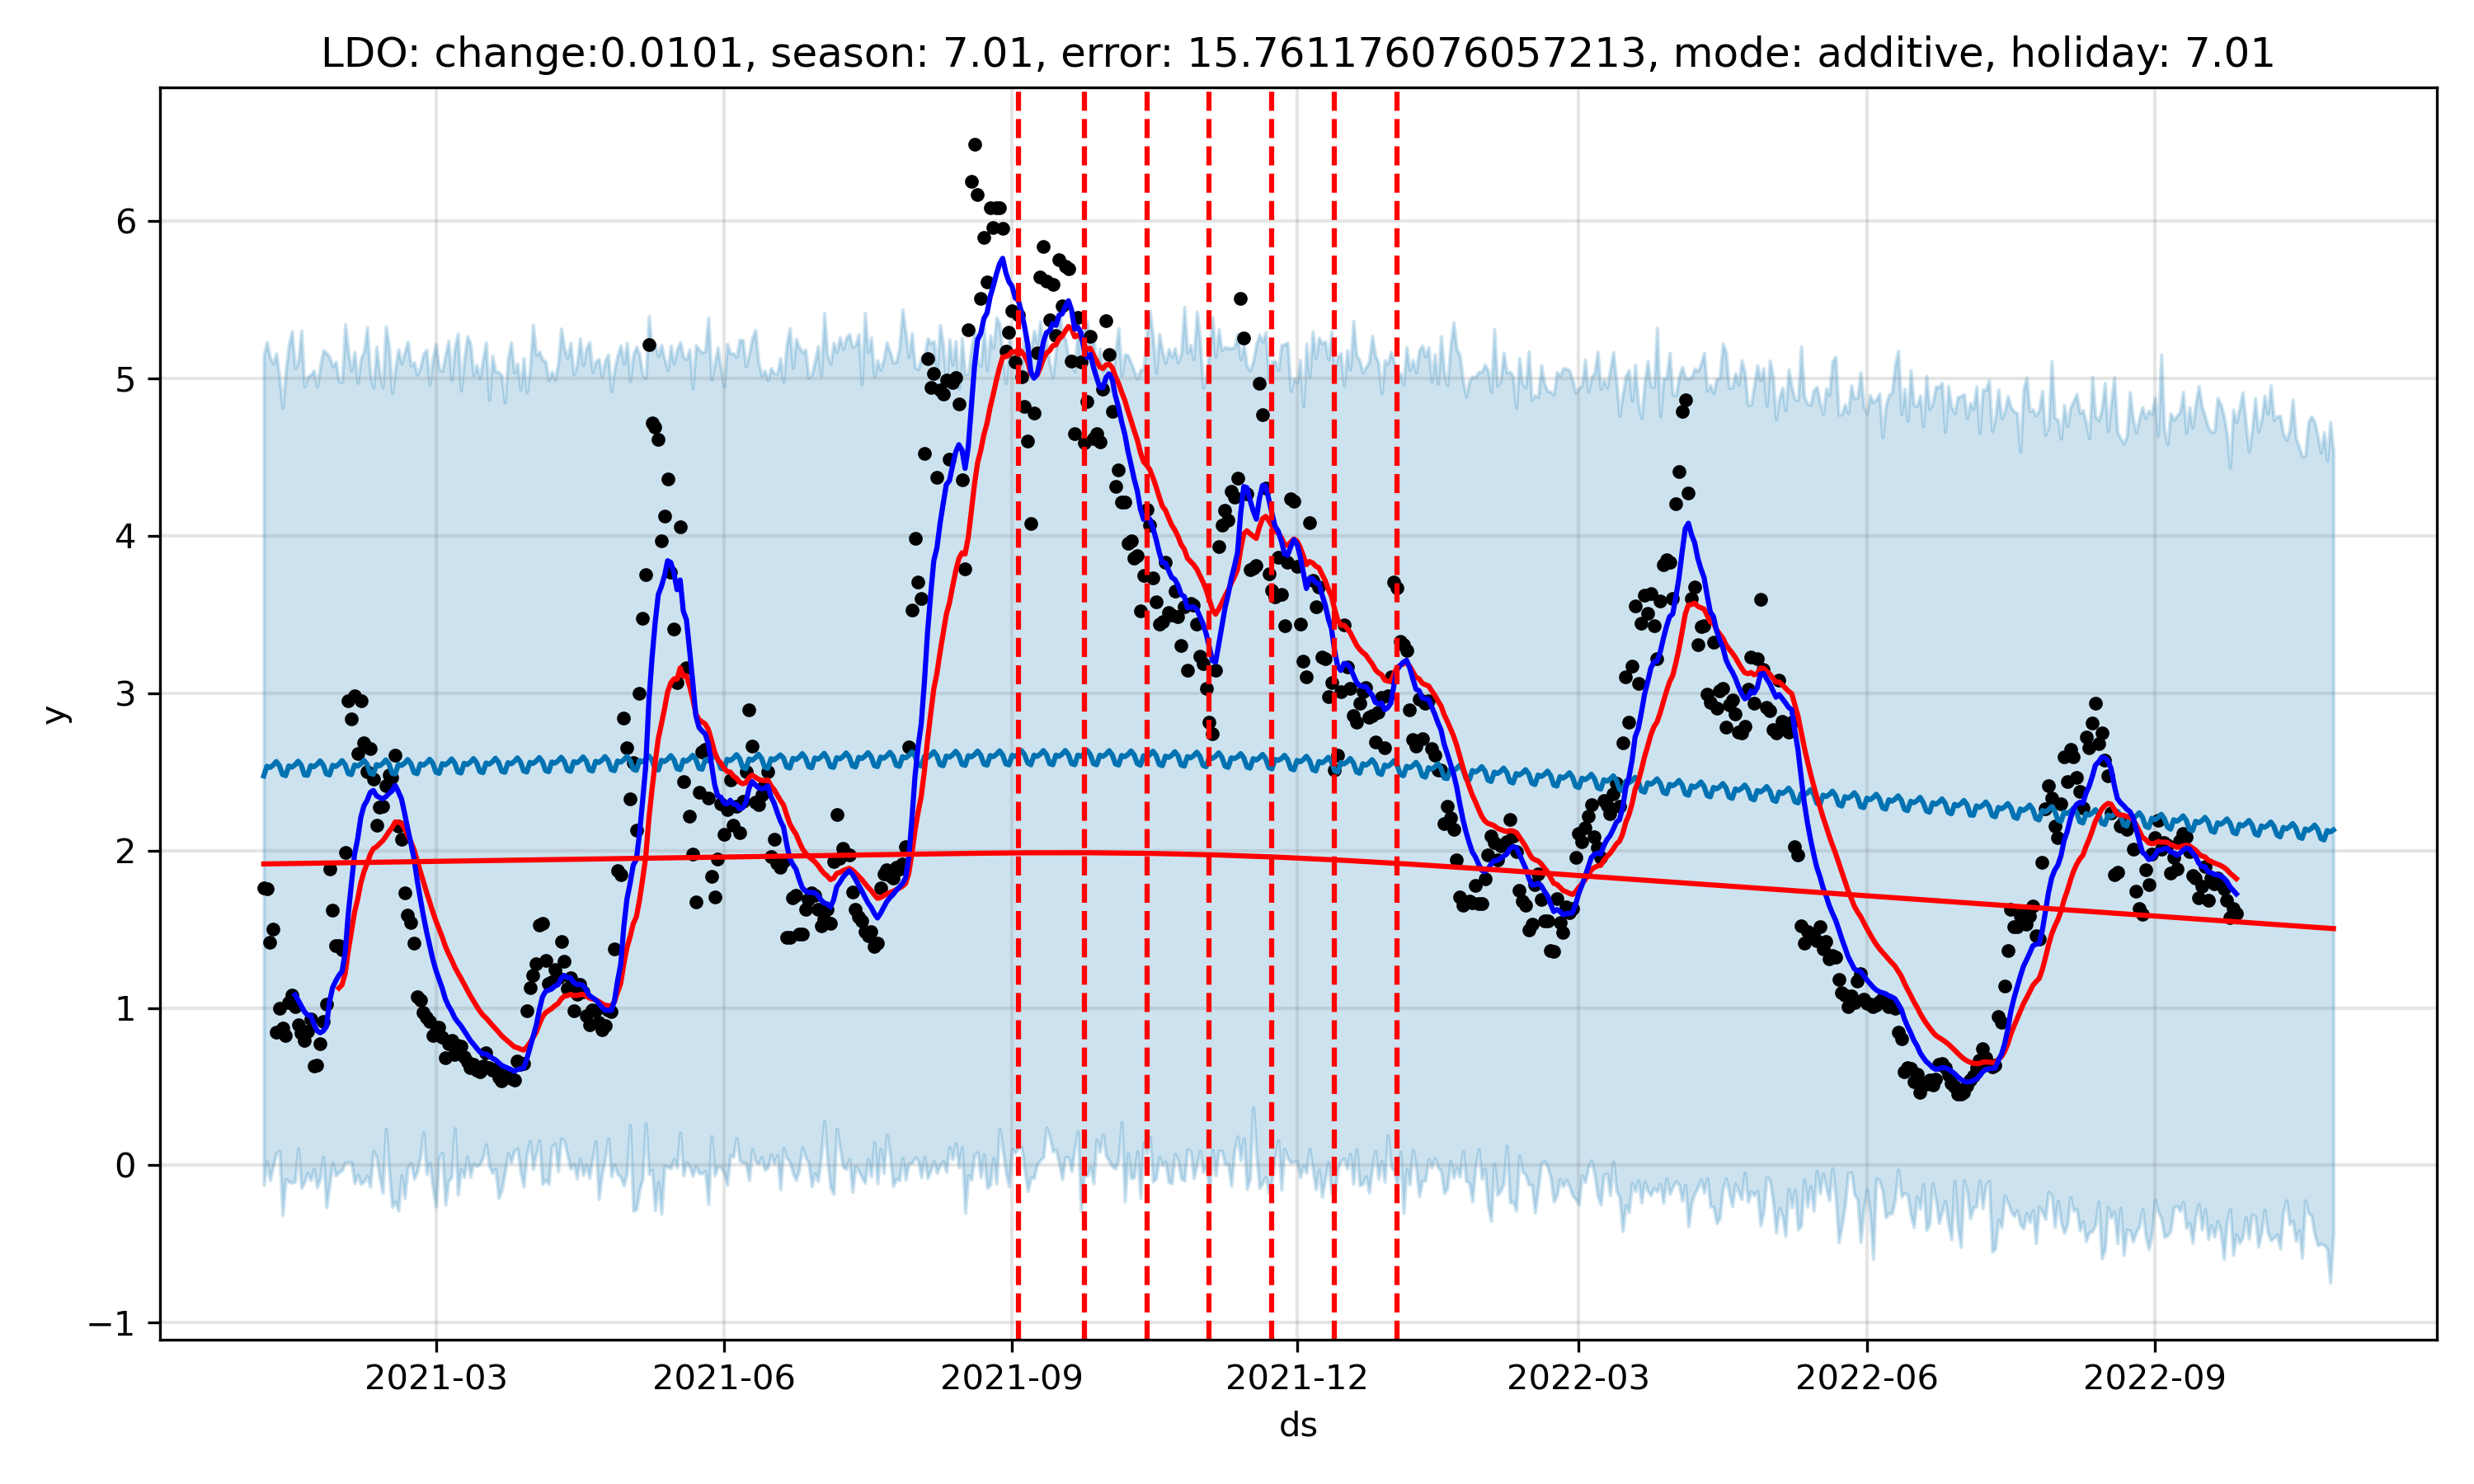 LDO: change:0.0101, season: 7.01, error: 15.761176076057213, mode: additive, holiday: 7.01
6
5
4
3
2
1
0
−1
y
2021-03 2021-06 2021-09 2021-12 2022-03 2022-06 2022-09
ds